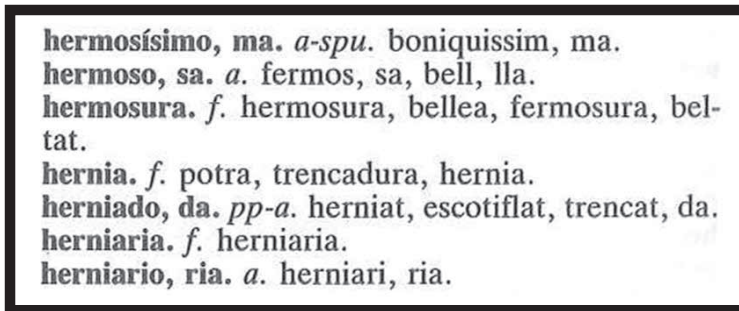 hermosísimo, ma. a-spu. boniquissim, ma.
hermoso, sa. a. fermos, sa, bell, lla.
hermosura. f. hermosura, bellea, fermosura, bel-
tat.
hernia. f. potra, trencadura, hernia.
herniado, da. pp-a. herniat, escotiflat, trencat, da.
herniaria. f. herniaria.
herniario, ria. a. herniari, ria.